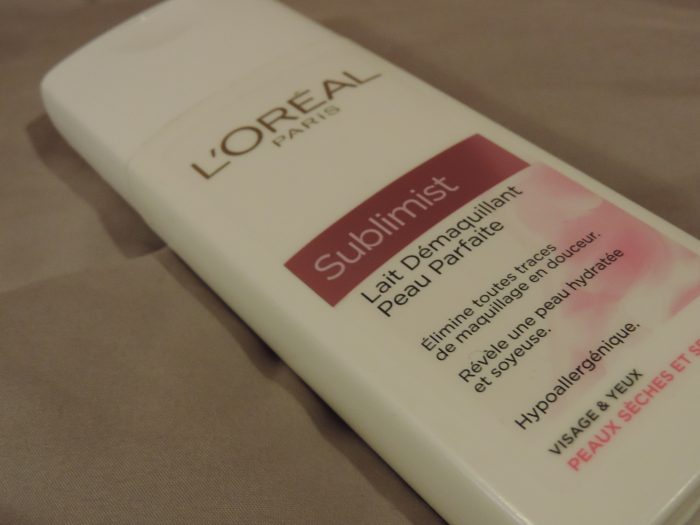 L'ORÉAL
PARIS
Sublimist
Lait Démaquillant
Peau Parfaite
Élimine toutes traces
de maquillage en douceur.
Révèle une peau hydratée
et soyeuse.
Hypoallergénique.
VISAGE & YEUX
PEAUX SÈCHES ET